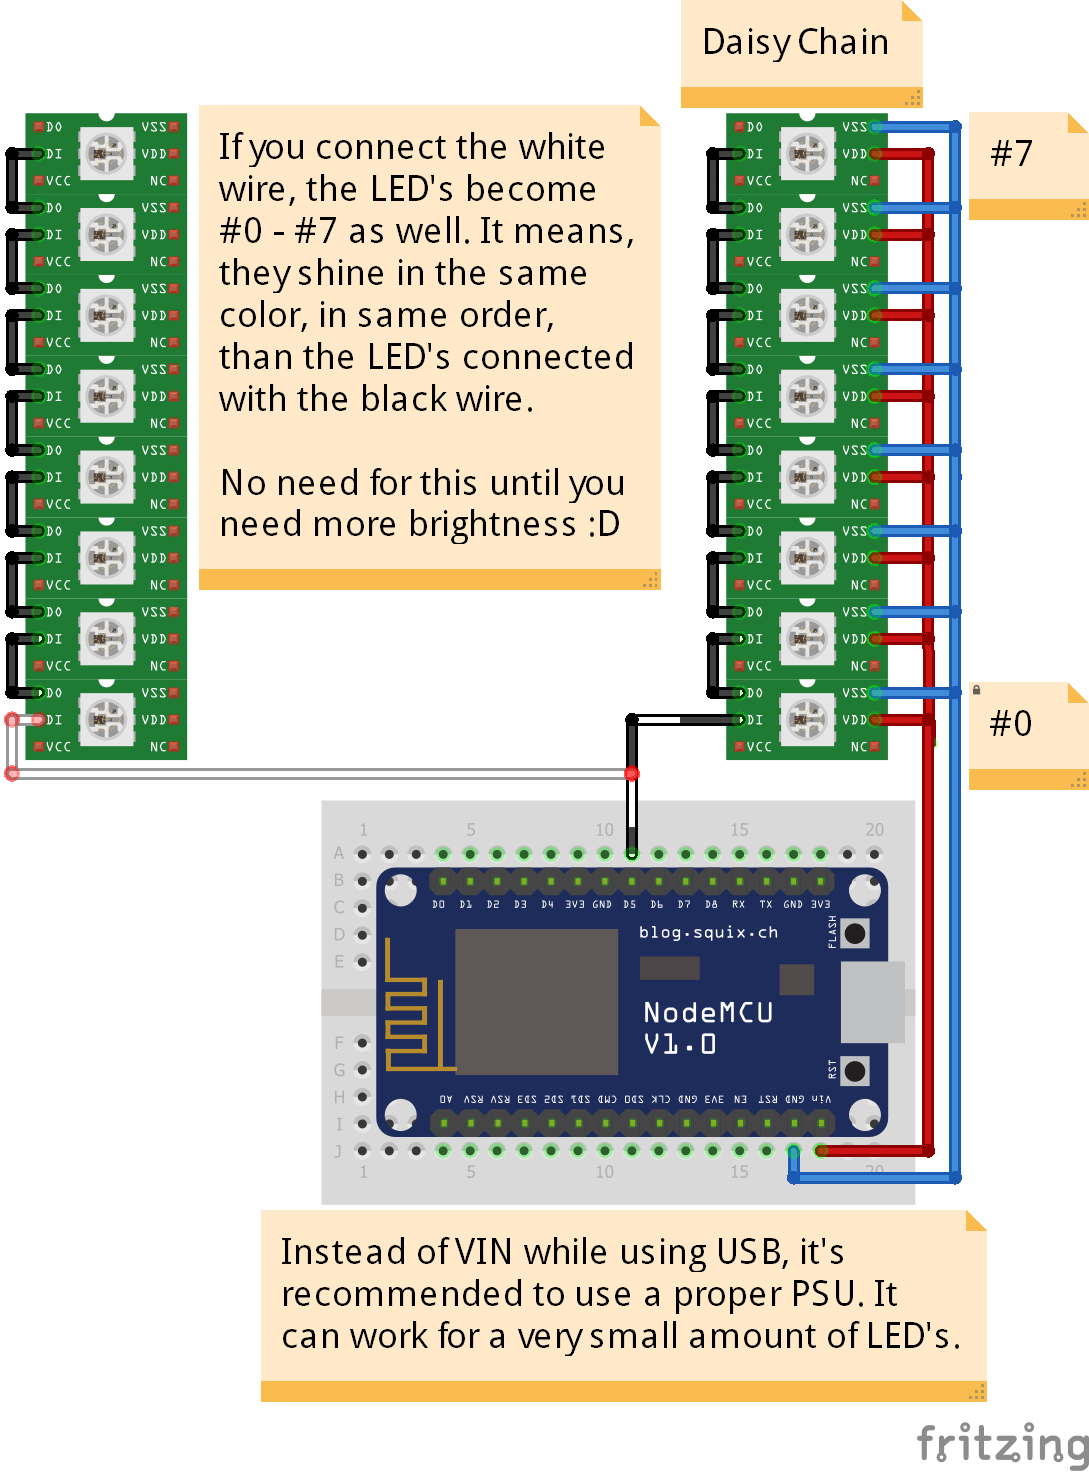 Daisy Chain
If you connect the white
wire, the LED's become
#0 - #7 as well. It means,
they shine in the same
color, in same order,
than the LED's connected
with the black wire.
No need for this until you
need more brightness :D
#7
#0
DO VSS
DI VDD
VCC NC
DO VSS
DI VDD
VCC NC
DO VSS
DI VDD
VCC NC
DO VSS
DI VDD
VCC NC
DO VSS
DI VDD
VCC NC
DO VSS
DI VDD
VCC NC
DO VSS
DI VDD
VCC NC
DO VSS
DI VDD
VCC NC
DO VSS
DI VDD
VCC NC
DO VSS
DI VDD
VCC NC
DO VSS
DI VDD
VCC NC
DO VSS
DI VDD
VCC NC
DO VSS
DI VDD
VCC NC
DO VSS
DI VDD
VCC NC
DO VSS
DI VDD
VCC NC
DO VSS
DI VDD
VCC NC
1 5 10 15 20
A
B
C
D
E
F
G
H
I
J
D0 D1 D2 D3 D4 3V3 GND D5 D6 D7 D8 RX TX GND 3V3
blog.squix.ch
FLASH
NodeMCU
V1.0
RST
A0 RSV RSV SD3 SD2 SD1 CMD SD0 CLK GND 3V3 EN RST GND Vin
1 10 15 20
Instead of VIN while using USB, it's
recommended to use a proper PSU. It
can work for a very small amount of LED's.
fritzing